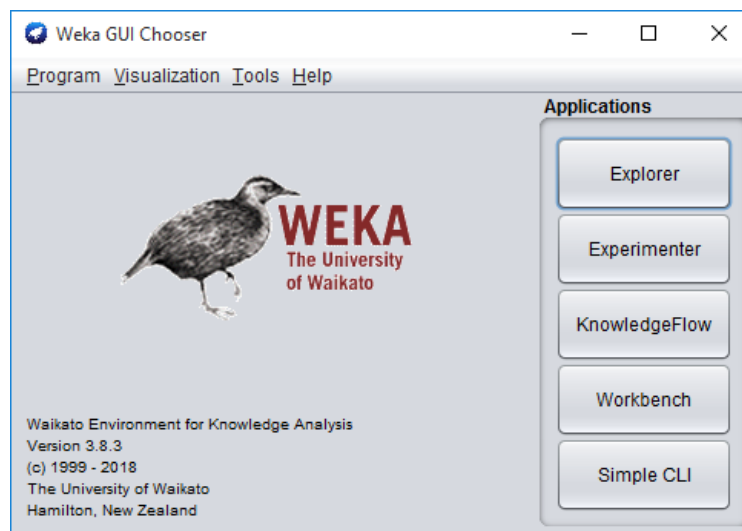 Weka GUI Chooser
Program Visualization Tools Help
Applications
Explorer
Experimenter
KnowledgeFlow
Workbench
Simple CLI
WEKA
The University
of Waikato
Waikato Environment for Knowledge Analysis
Version 3.8.3
(c) 1999 - 2018
The University of Waikato
Hamilton, New Zealand